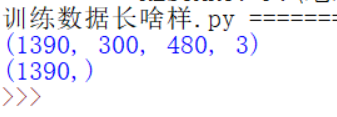 训练数据长啥样.py =======
(1390, 300, 480, 3)
(1390,)
>>>